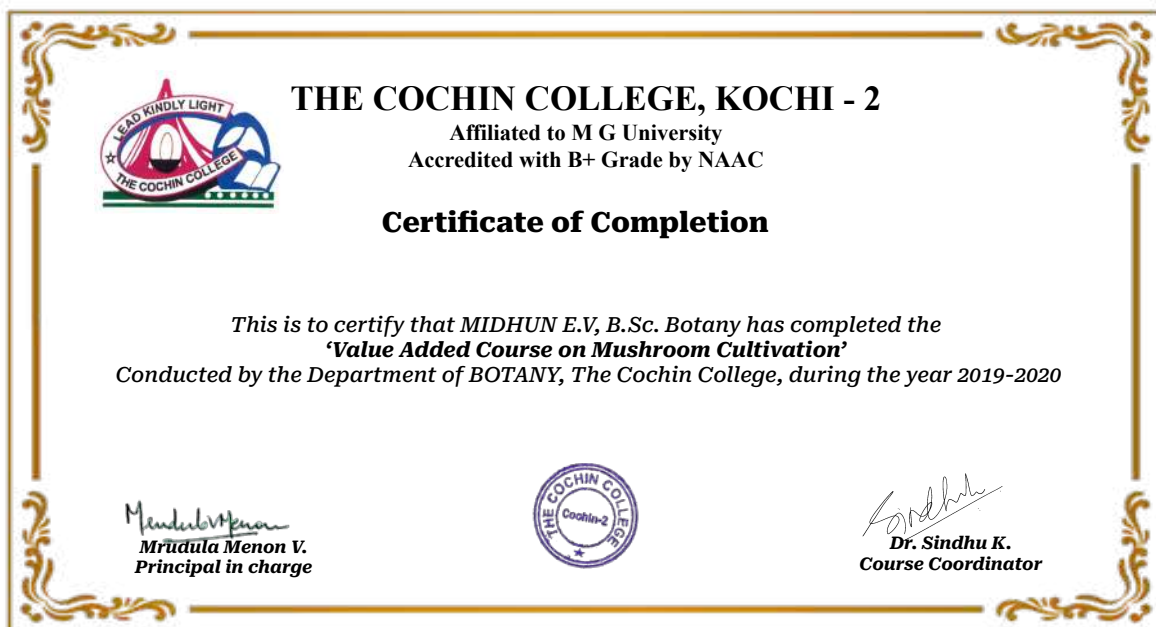 LEAD KINDLY LIGHT
THE COCHIN COLLEGE
THE COCHIN COLLEGE, KOCHI - 2
Affiliated to M G University
Accredited with B+ Grade by NAAC
Certificate of Completion
This is to certify that MIDHUN E.V, B.Sc. Botany has completed the
‘Value Added Course on Mushroom Cultivation’
Conducted by the Department of BOTANY, The Cochin College, during the year 2019-2020
THE COCHIN COLLEGE
Cochin-2
Mrudula Menon
Mrudula Menon V.
Principal in charge
Sindhu
Dr. Sindhu K.
Course Coordinator